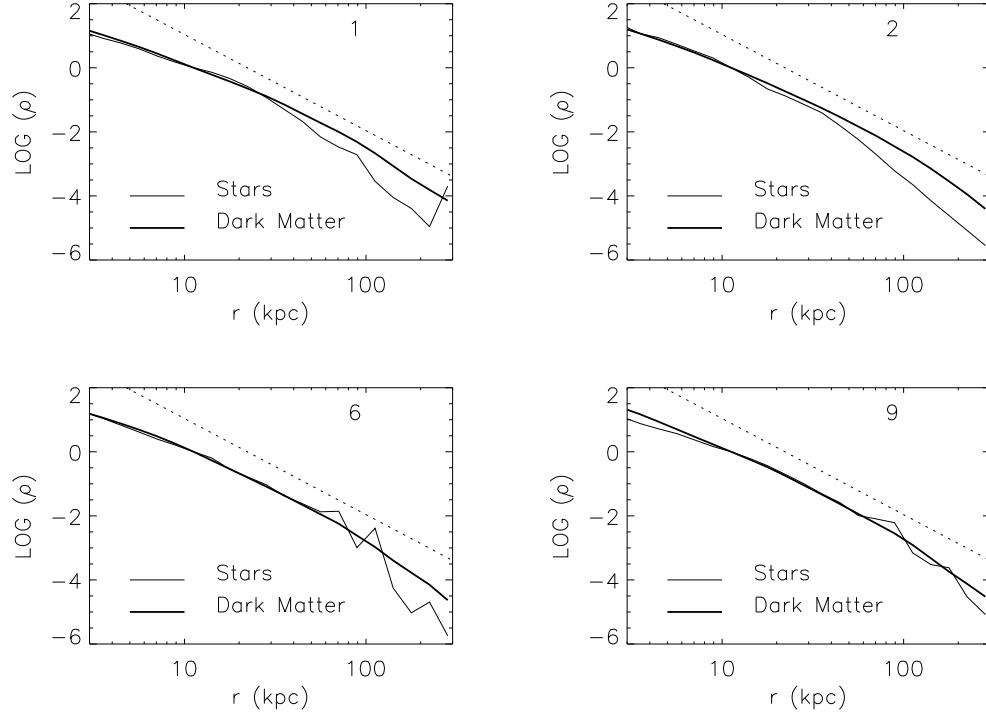 1
2
0
-2
-4
-6
LOG (ρ)
Stars
Dark Matter
10
100
r (kpc)
2
2
0
-2
-4
-6
LOG (ρ)
Stars
Dark Matter
10
100
r (kpc)
6
2
0
-2
-4
-6
LOG (ρ)
Stars
Dark Matter
10
100
r (kpc)
9
2
0
-2
-4
-6
LOG (ρ)
Stars
Dark Matter
10
100
r (kpc)